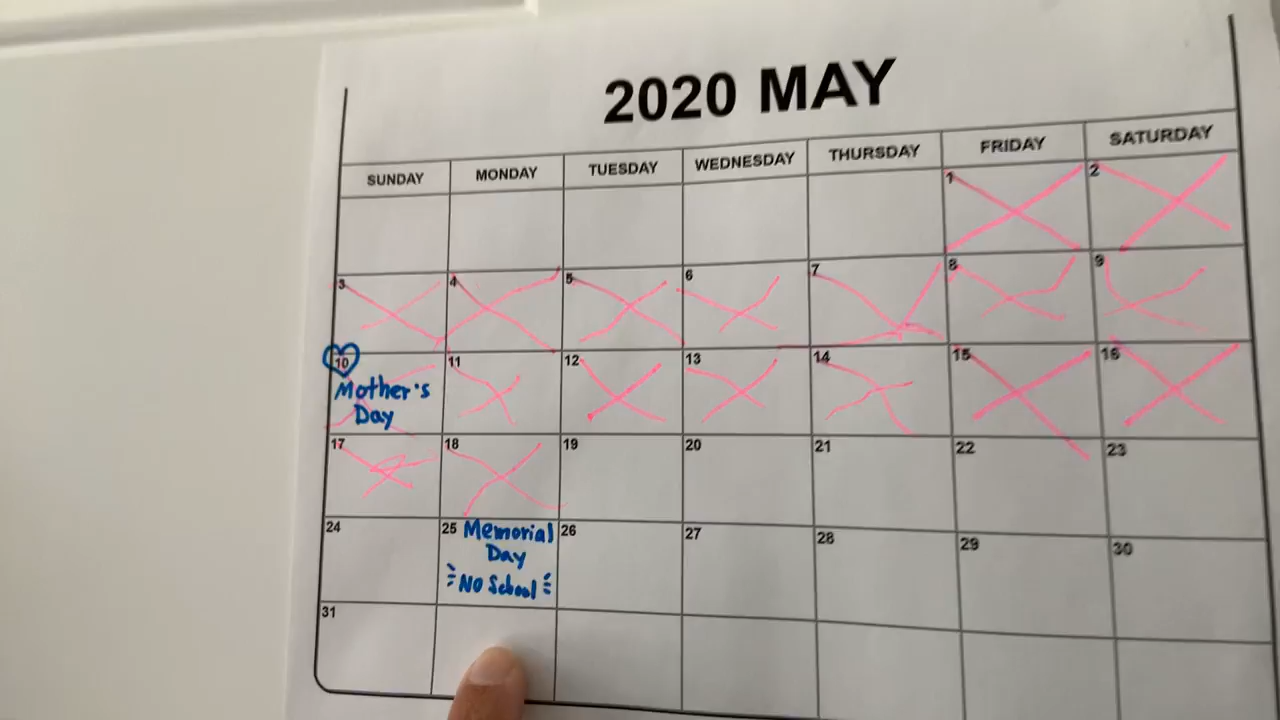 2020 MAY
SUNDAY MONDAY TUESDAY WEDNESDAY THURSDAY FRIDAY SATURDAY
1 2
3 4 5 6 7 8 9
10 11 12 13 14 15 16
Mother's
Day
17 18 19 20 21 22 23
24 25 26 27 28 29 30
Memorial
Day
No School
31